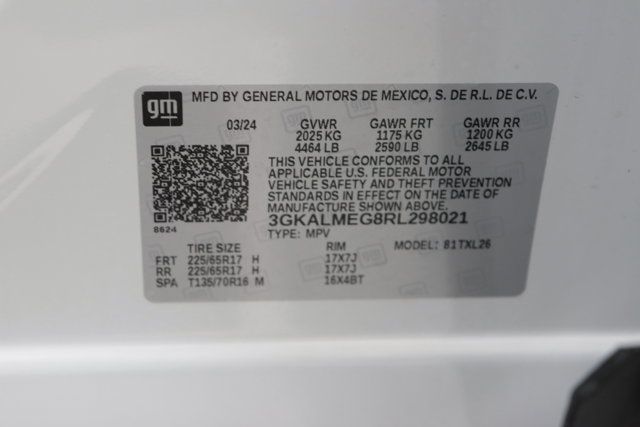 gm MFD BY GENERAL MOTORS DE MEXICO, S. DE R.L. DE C.V.
03/24 GVWR GAWR FRT GAWR RR
2025 KG 1175 KG 1200 KG
4464 LB 2590 LB 2645 LB
THIS VEHICLE CONFORMS TO ALL
APPLICABLE U.S. FEDERAL MOTOR
VEHICLE SAFETY AND THEFT PREVENTION
STANDARDS IN EFFECT ON THE DATE OF
MANUFACTURE SHOWN ABOVE.
3GKALMEG8RL298021
8624
TYPE: MPV MODEL: 81TXL26
TIRE SIZE RIM
FRT 225/65R17 H 17X7J
RR 225/65R17 H 17X7J
SPA T135/70R16 M 16X4BT